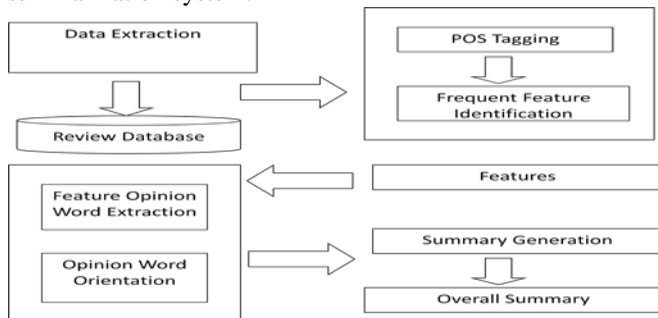 Data Extraction
Review Database
POS Tagging
Frequent Feature
Identification
Feature Opinion
Word Extraction
Opinion Word
Orientation
Features
Summary Generation
Overall Summary